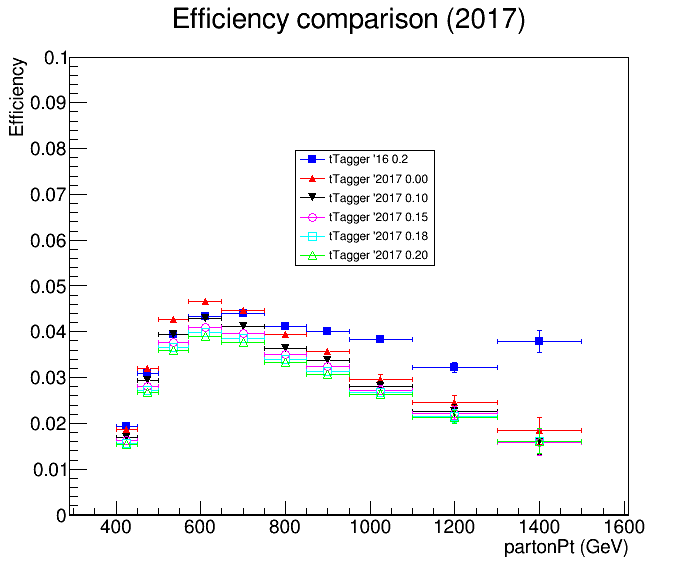 Efficiency comparison (2017)
Efficiency
0.1
0.09
0.08
0.07
0.06
0.05
0.04
0.03
0.02
0.01
0
tTagger '16 0.2
tTagger '2017 0.00
tTagger '2017 0.10
tTagger '2017 0.15
tTagger '2017 0.18
tTagger '2017 0.20
400 600 800 1000 1200 1400 1600
partonPt (GeV)